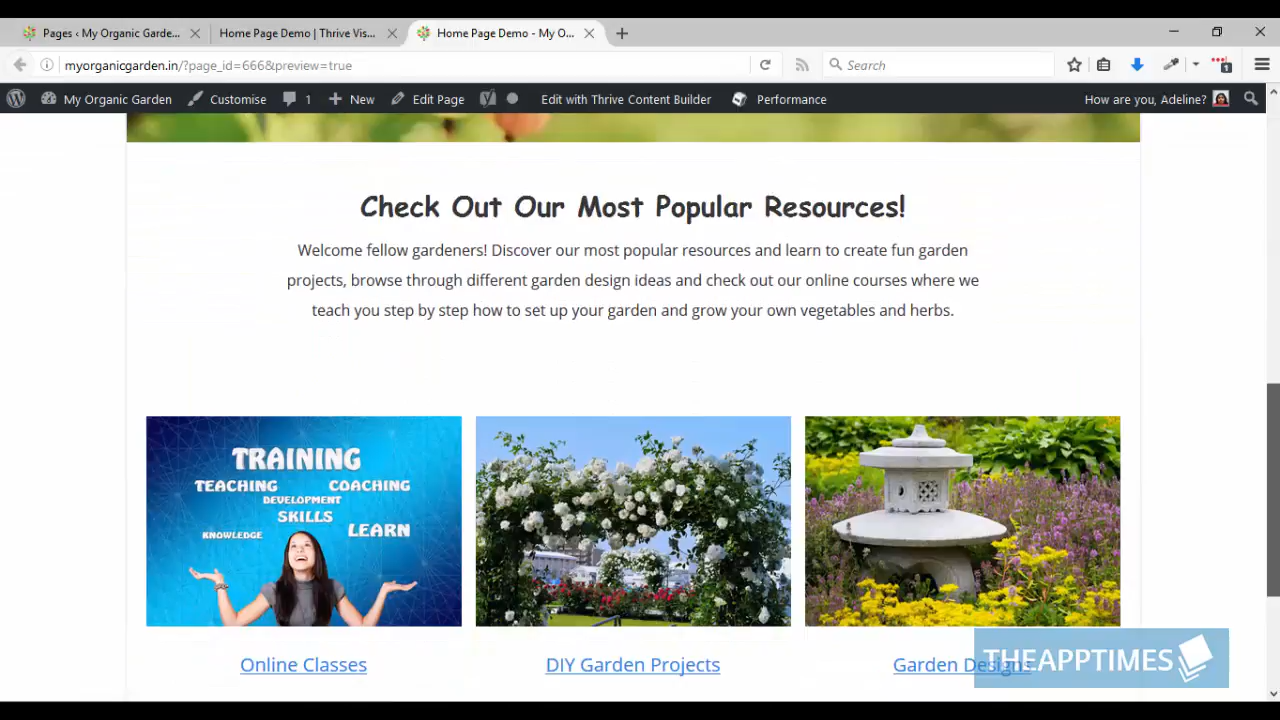 Pages ‹ My Organic Garde...
Home Page Demo | Thrive Vis...
Home Page Demo - My O...
myorganicgarden.in/?page_id=666&preview=true
Search
1
My Organic Garden
Customise
1
New
Edit Page
Edit with Thrive Content Builder
Performance
How are you, Adeline?
Check Out Our Most Popular Resources!
Welcome fellow gardeners! Discover our most popular resources and learn to create fun garden
projects, browse through different garden design ideas and check out our online courses where we
teach you step by step how to set up your garden and grow your own vegetables and herbs.
TRAINING
TEACHING
COACHING
DEVELOPMENT
SKILLS
KNOWLEDGE
LEARN
Online Classes
DIY Garden Projects
Garden Designs
THEAPPTIMES